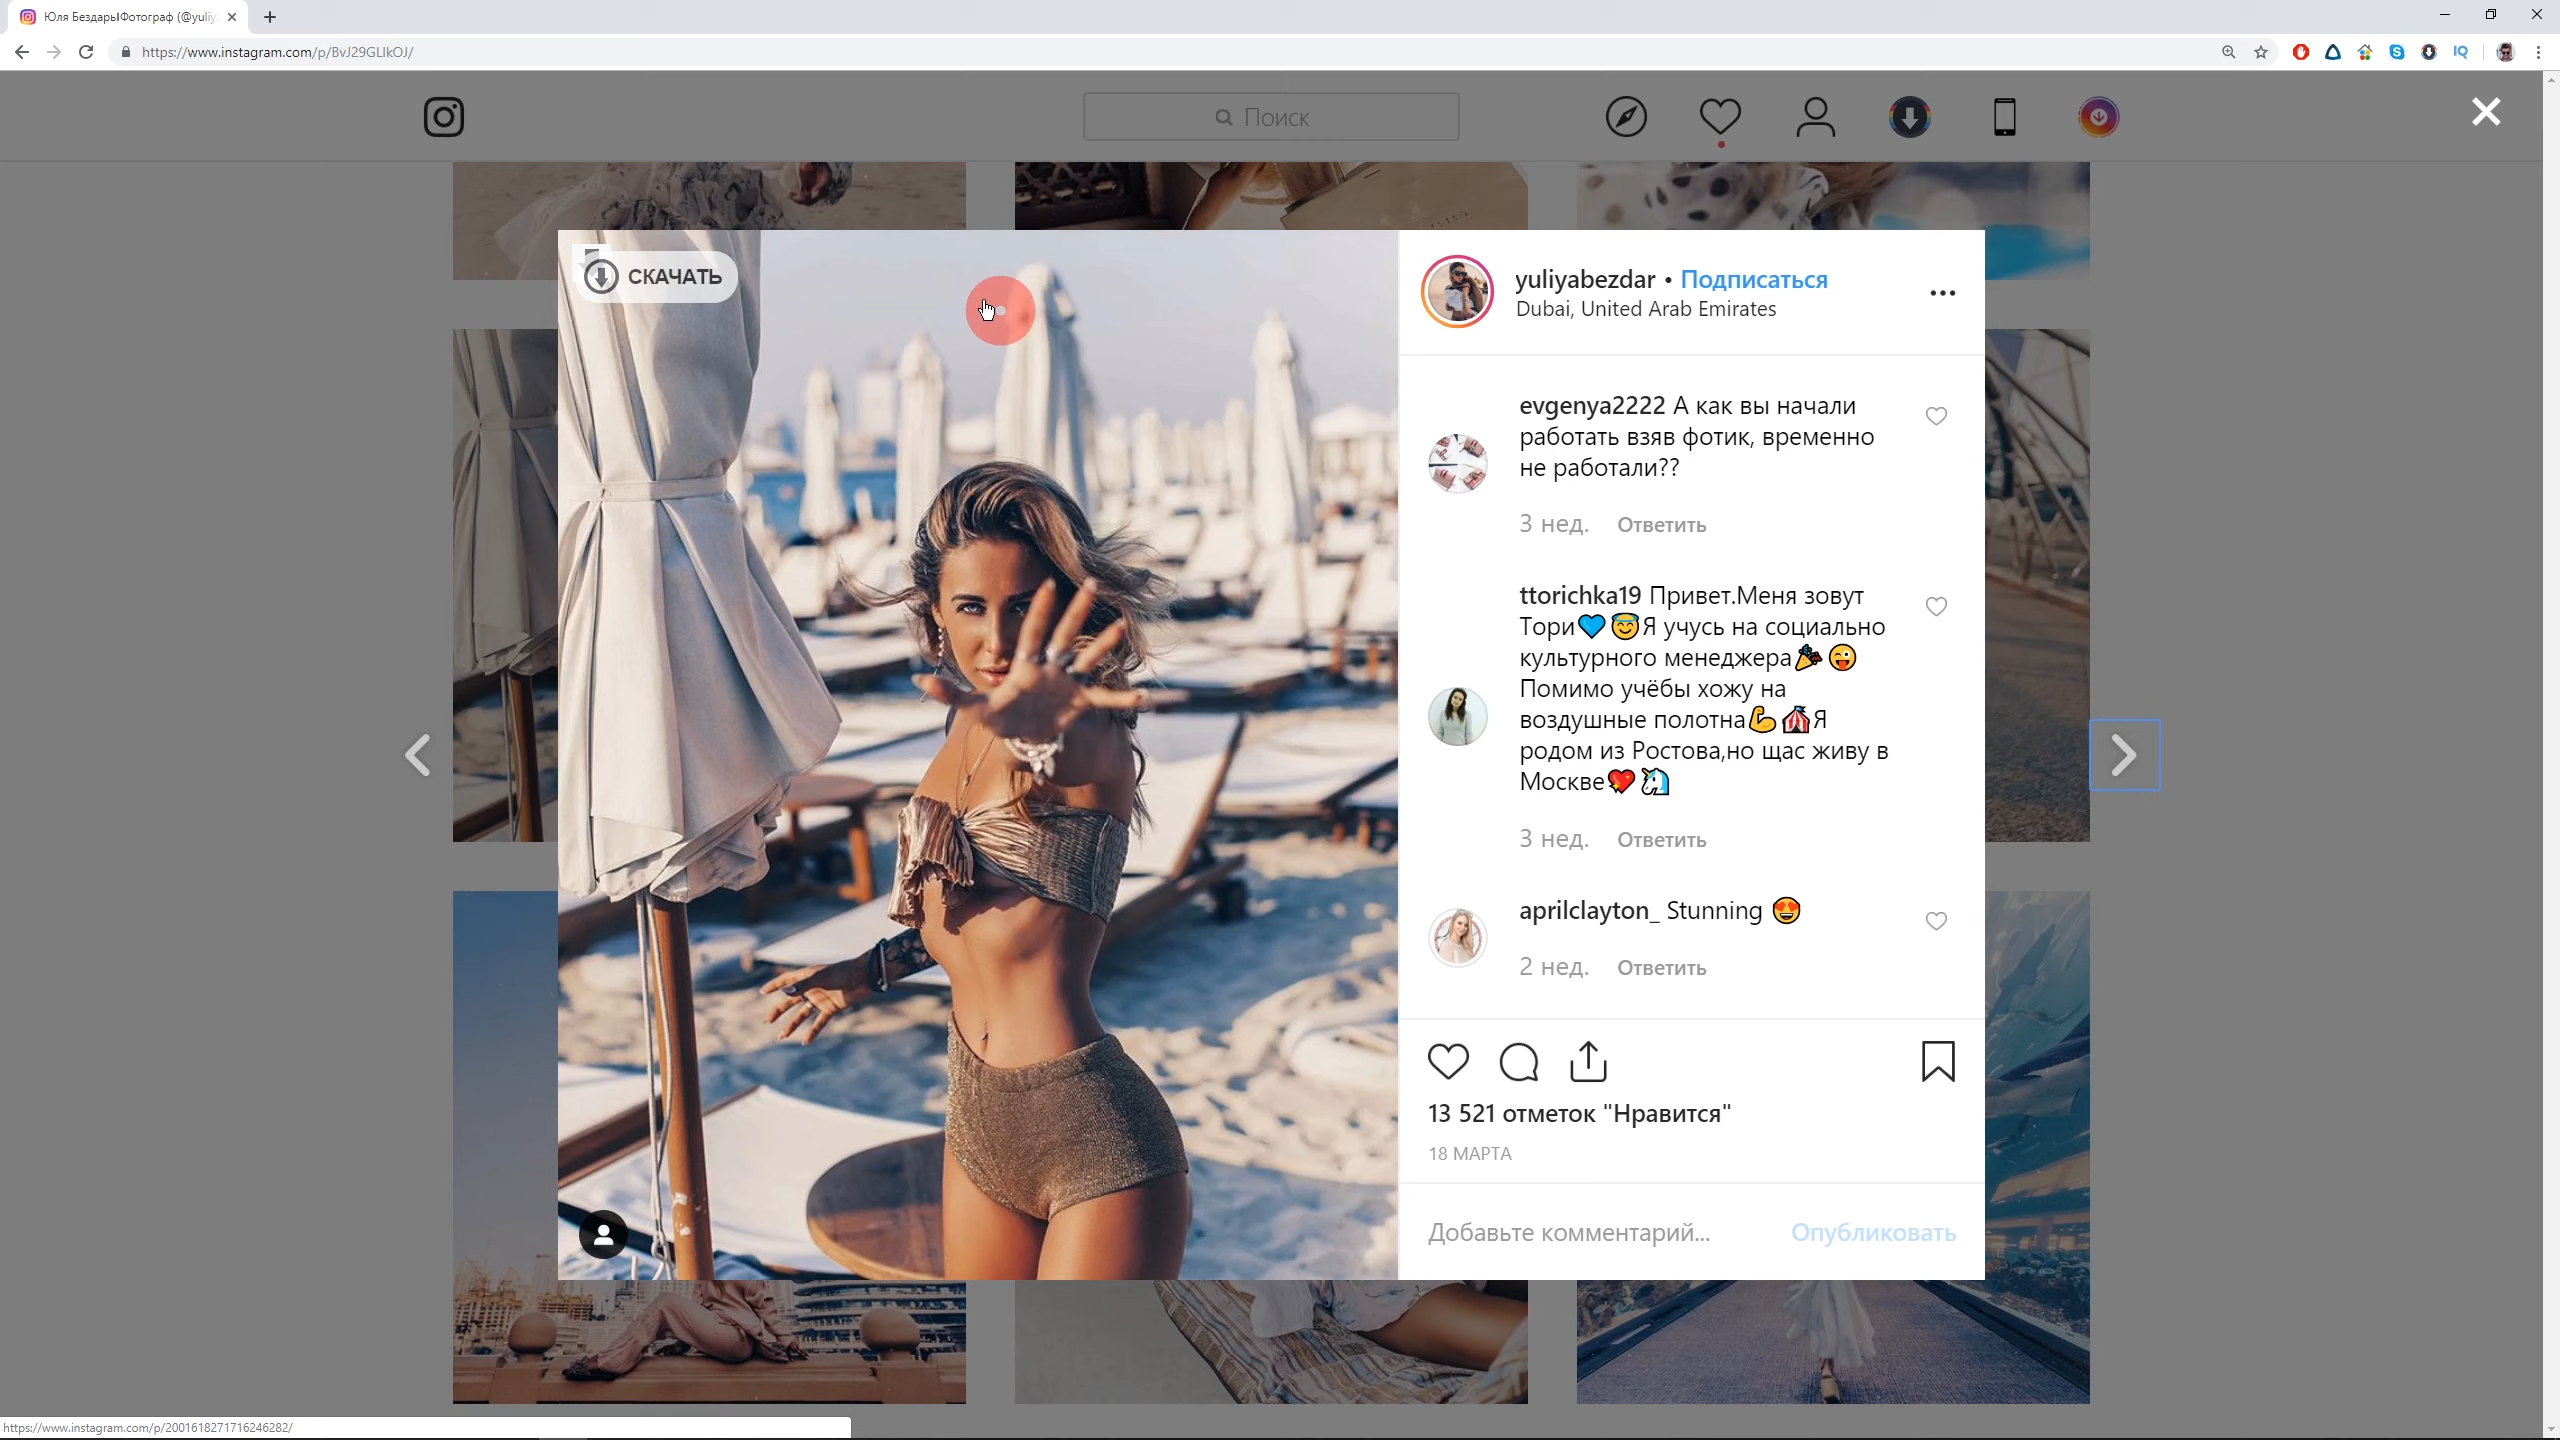 Юля Бездарь|Фотограф (@yuliy
https://www.instagram.com/p/BvJ29GLlkOJ/
Поиск
СКАЧАТЬ
yuliyabezdar • Подписаться
Dubai, United Arab Emirates
evgenya2222 А как вы начали
работать взяв фотик, временно
не работали??
3 нед. Ответить
ttorichka19 Привет.Меня зовут
Тори💙😇Я учусь на социально
культурного менеджера🎉😜
Помимо учёбы хожу на
воздушные полотна💪🎪Я
родом из Ростова,но щас живу в
Москве💖🦄
3 нед. Ответить
aprilclayton_ Stunning 😍
2 нед. Ответить
13 521 отметок "Нравится"
18 МАРТА
Добавьте комментарий... Опубликовать
https://www.instagram.com/p/2001618271716246282/